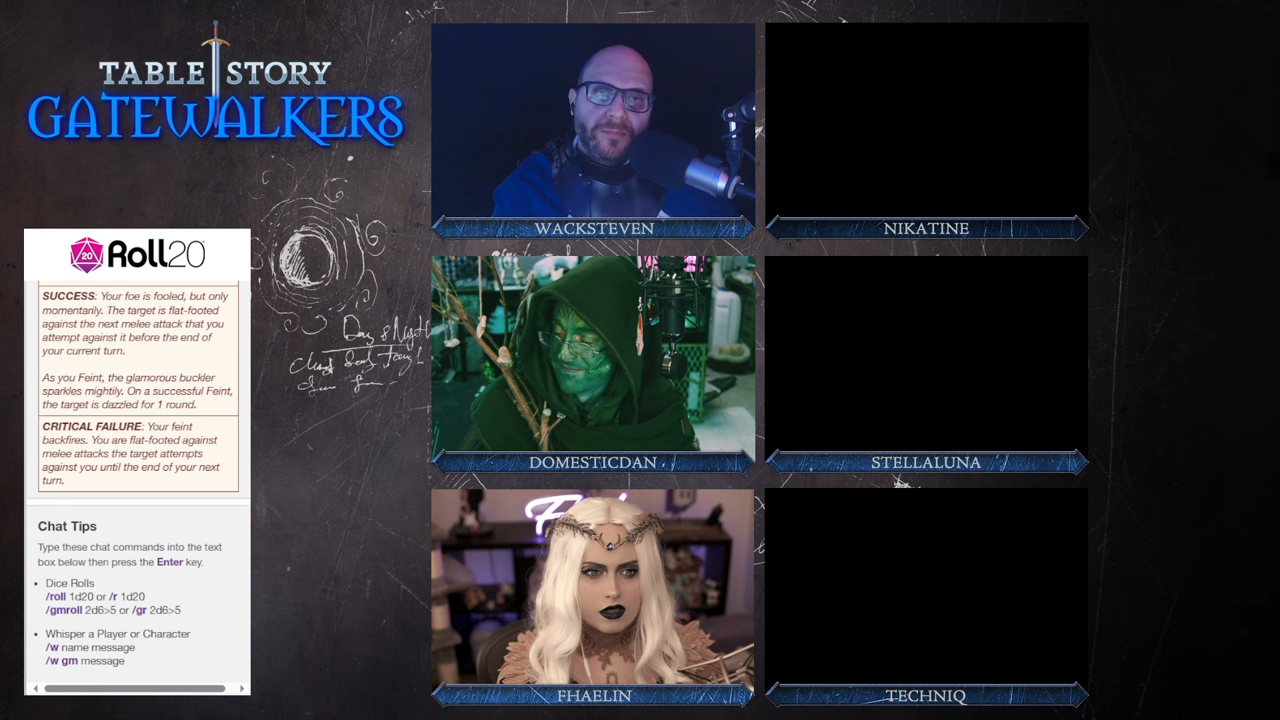 TABLE STORY
GATEWALKERS
20
Roll20
SUCCESS: Your foe is fooled, but only
momentarily. The target is flat-footed
against the next melee attack that you
attempt against it before the end of
your current turn.
As you Feint, the glamorous buckler
sparkles mightily. On a successful Feint,
the target is dazzled for 1 round.
CRITICAL FAILURE: Your feint
backfires. You are flat-footed against
melee attacks the target attempts
against you until the end of your next
turn.
Chat Tips
Type these chat commands into the text
box below then press the Enter key.
• Dice Rolls
/roll 1d20 or /r 1d20
/gmroll 2d6>5 or /gr 2d6>5
• Whisper a Player or Character
/w name message
/w gm message
Day & Night
WACKSTEVEN
NIKATINE
DOMESTICDAN
STELLALUNA
FHAELIN
TECHNIQ